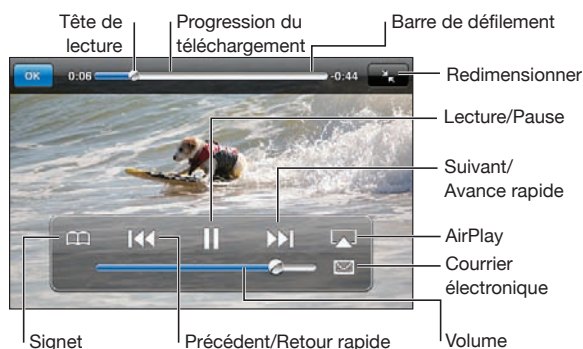 Tête de
lecture
Progression du
téléchargement
Barre de défilement
OK
0:06
-0:44
Redimensionner
Lecture/Pause
Suivant/
Avance rapide
AirPlay
Courrier
électronique
Signet
Précédent/Retour rapide
Volume